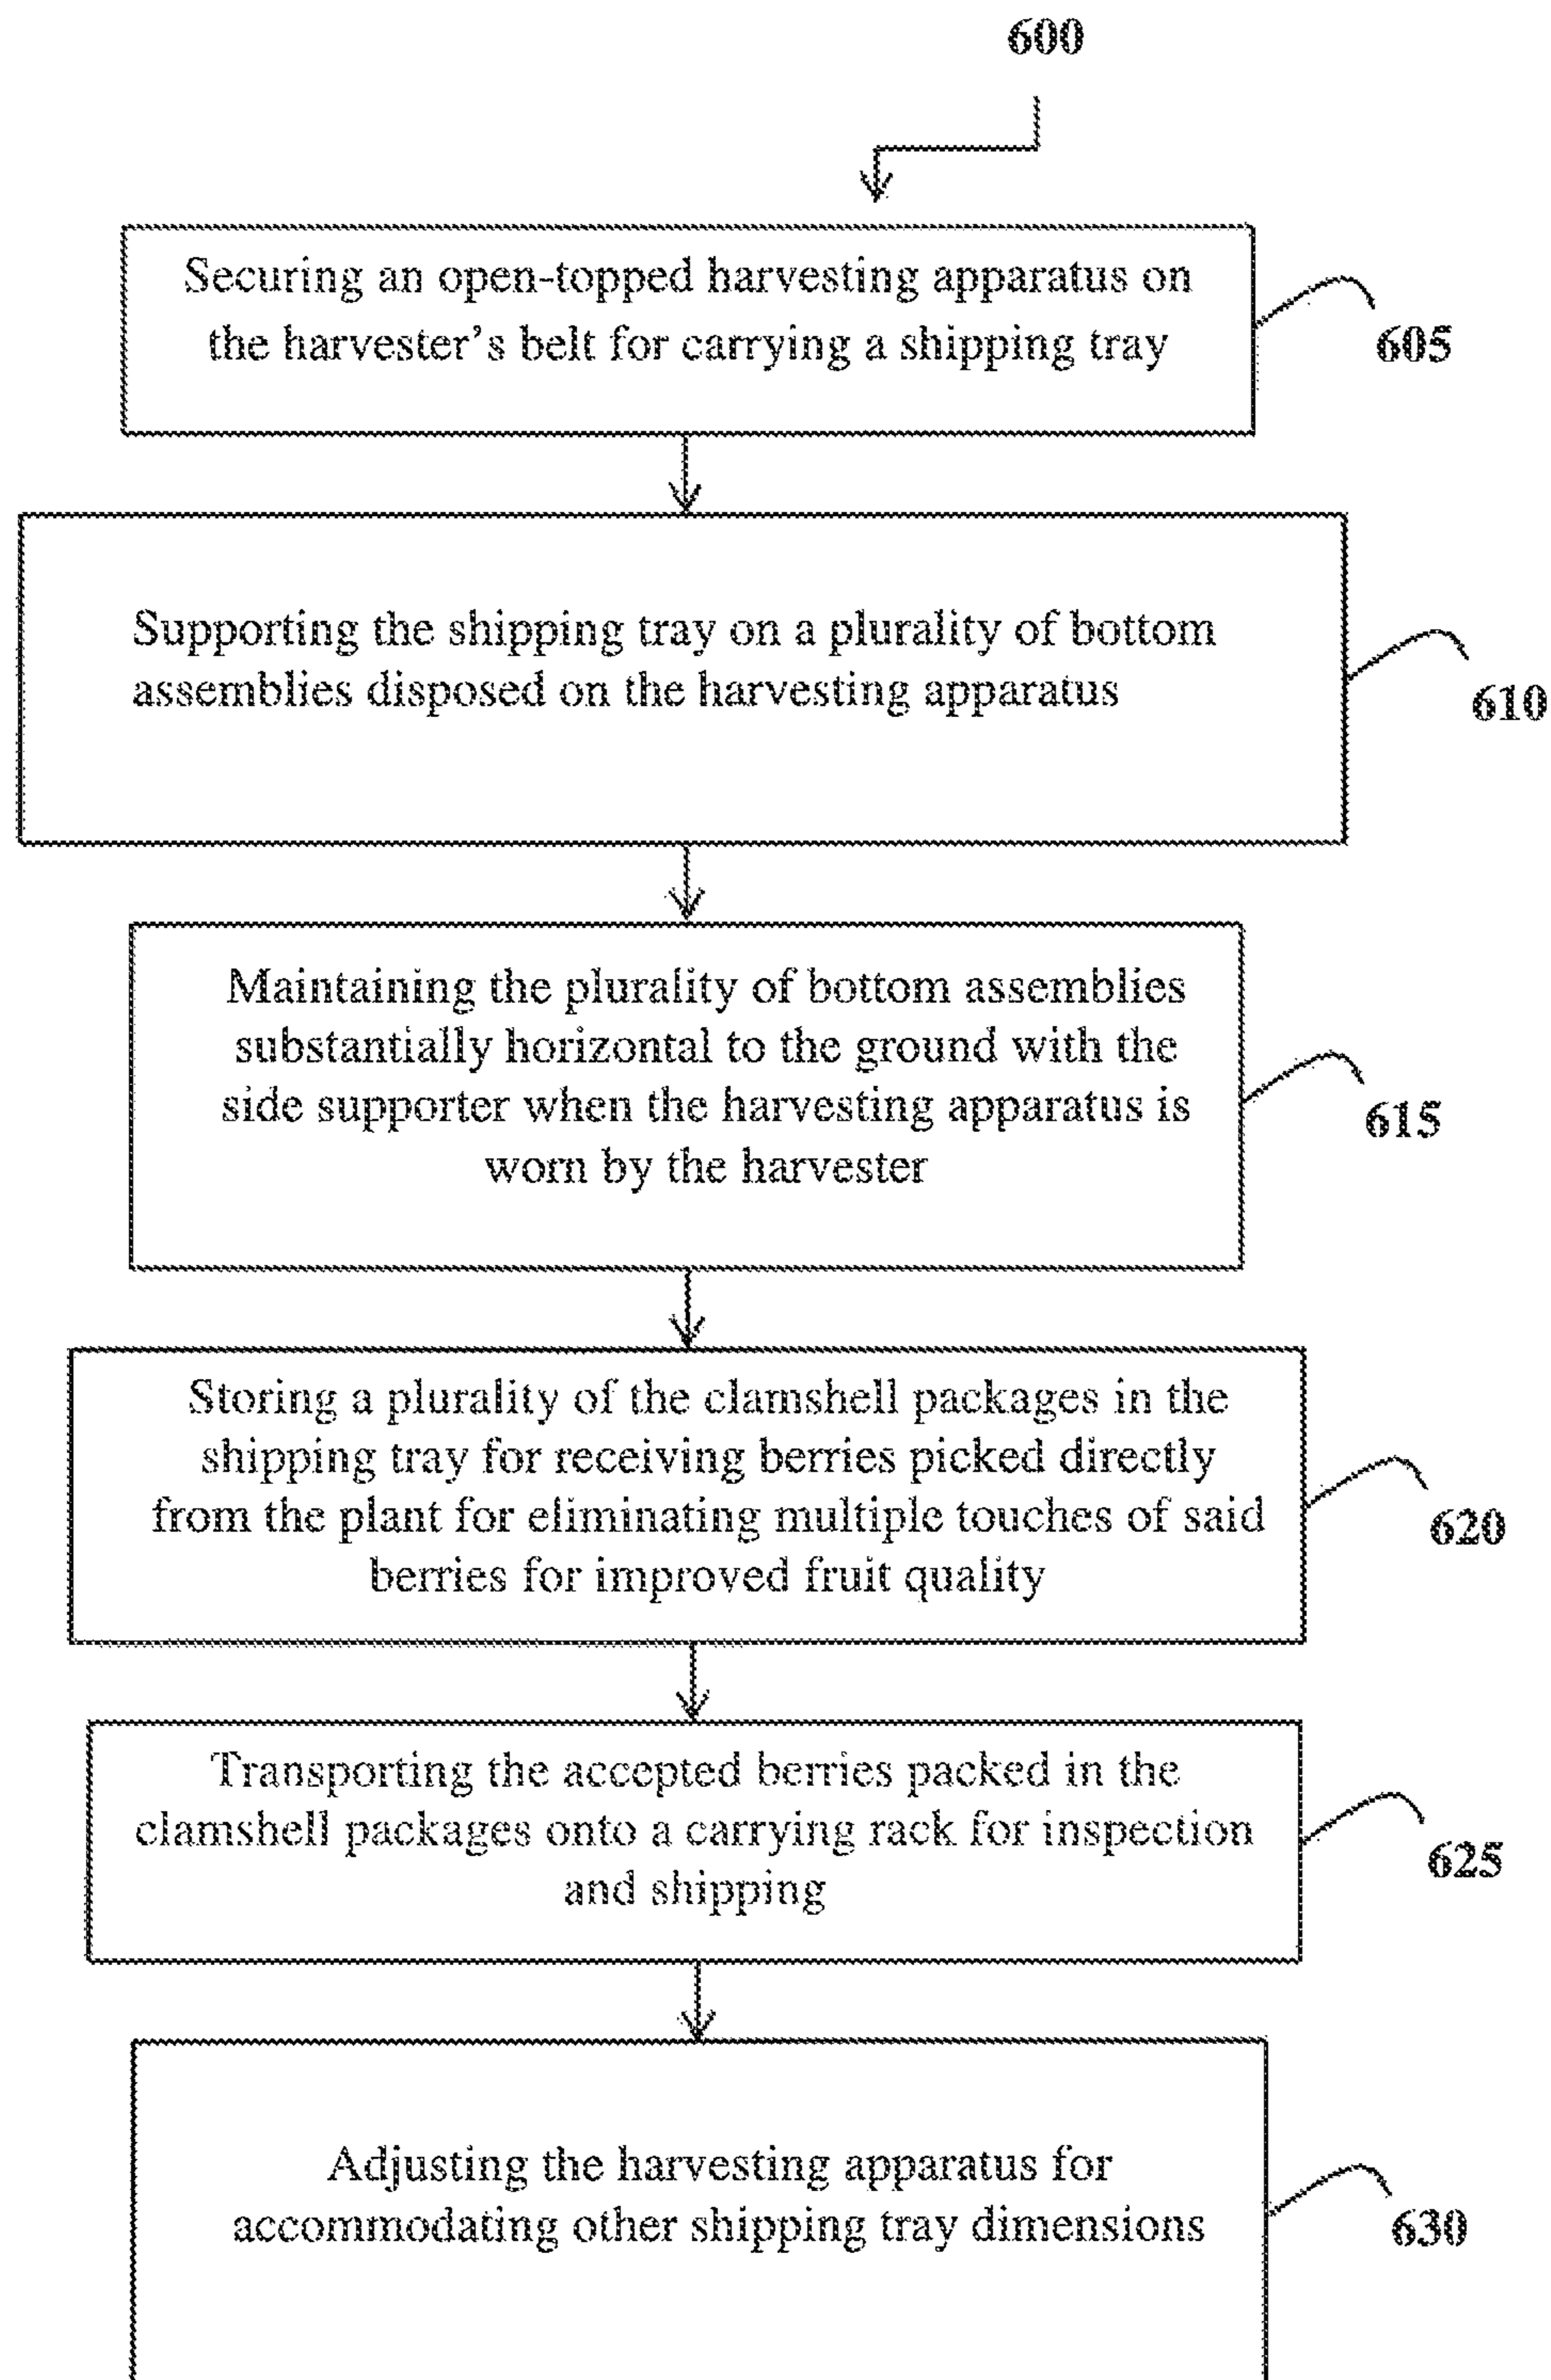 600
Securing an open-topped harvesting apparatus on
the harvester's belt for carrying a shipping tray
605
Supporting the shipping tray on a plurality of bottom
assemblies disposed on the harvesting apparatus
610
Maintaining the plurality of bottom assemblies
substantially horizontal to the ground with the
side supporter when the harvesting apparatus is
worn by the harvester
615
Storing a plurality of the clamshell packages in the
shipping tray for receiving berries picked directly
from the plant for eliminating multiple touches of said
berries for improved fruit quality
620
Transporting the accepted berries packed in the
clamshell packages onto a carrying rack for inspection
and shipping
625
Adjusting the harvesting apparatus for
accommodating other shipping tray dimensions
630